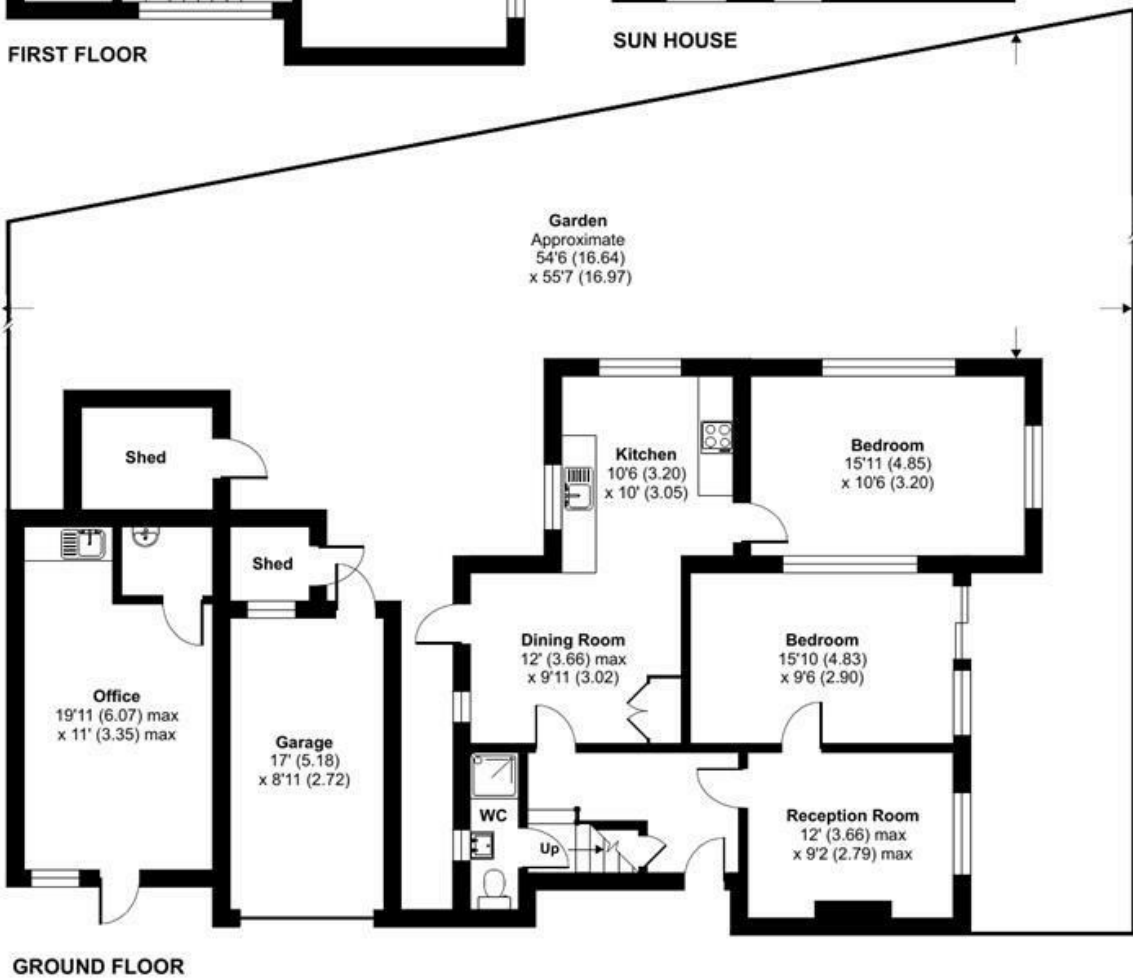 FIRST FLOOR
SUN HOUSE
Garden
Approximate
54'6 (16.64)
x 55'7 (16.97)
Shed
Kitchen
10'6 (3.20)
x 10' (3.05)
Bedroom
15'11 (4.85)
x 10'6 (3.20)
Shed
Dining Room
12' (3.66) max
x 9'11 (3.02)
Bedroom
15'10 (4.83)
x 9'6 (2.90)
Office
19'11 (6.07) max
x 11' (3.35) max
Garage
17' (5.18)
x 8'11 (2.72)
WC
Up
Reception Room
12' (3.66) max
x 9'2 (2.79) max
GROUND FLOOR